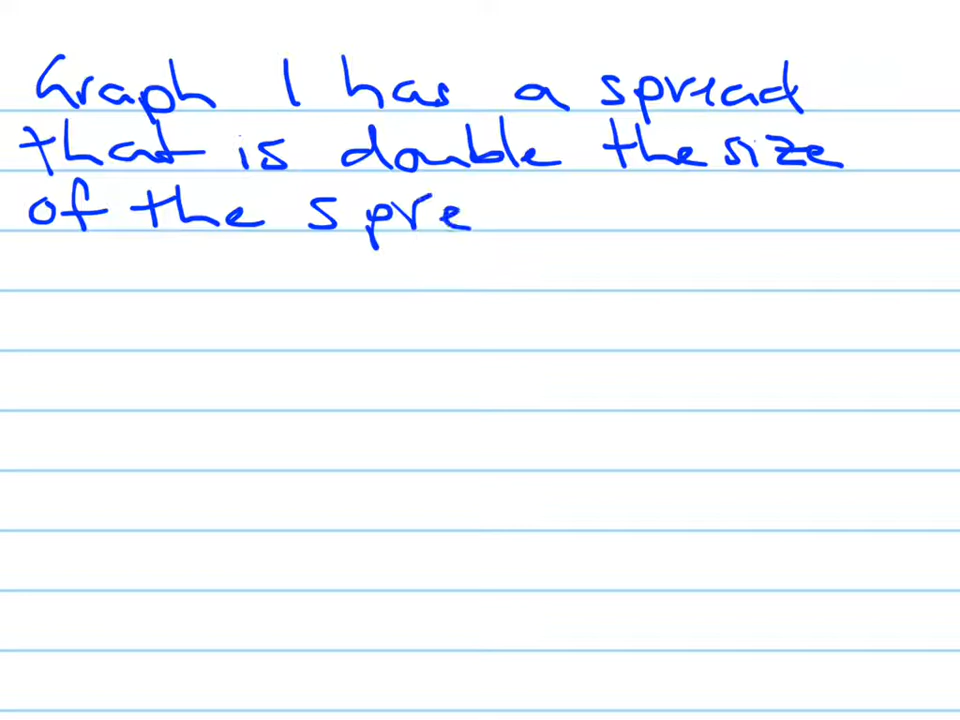 Graph 1 has a spread
that is double the size
of the spre